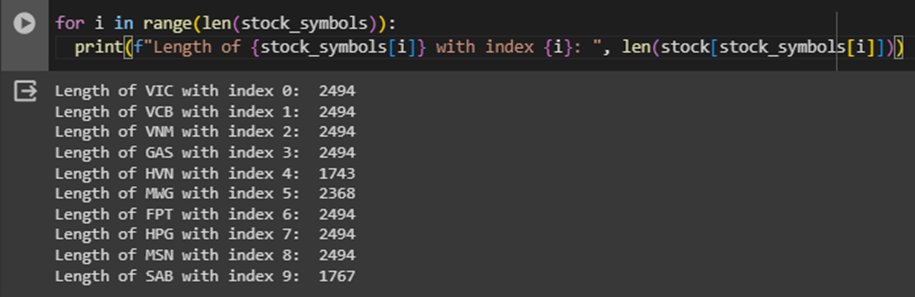 for i in range(len(stock_symbols)):
  print(f"Length of {stock_symbols[i]} with index {i}: ", len(stock[stock_symbols[i]]))
Length of VIC with index 0:  2494
Length of VCB with index 1:  2494
Length of VNM with index 2:  2494
Length of GAS with index 3:  2494
Length of HVN with index 4:  1743
Length of MWG with index 5:  2368
Length of FPT with index 6:  2494
Length of HPG with index 7:  2494
Length of MSN with index 8:  2494
Length of SAB with index 9:  1767